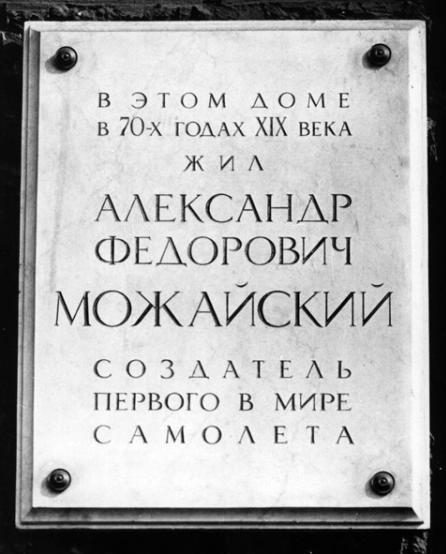 В ЭТОМ ДОМЕ
В 70-Х ГОДАХ XIX ВЕКА
ЖИЛ
АЛЕКСАНДР
ФЕДОРОВИЧ
МОЖАЙСКИЙ
СОЗДАТЕЛЬ
ПЕРВОГО В МИРЕ
САМОЛЕТА